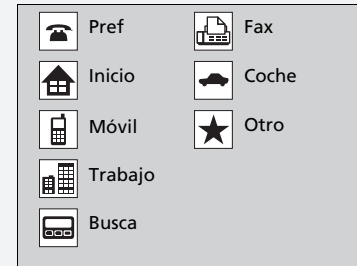 Pref
Inicio
Móvil
Trabajo
Busca
Fax
Coche
Otro